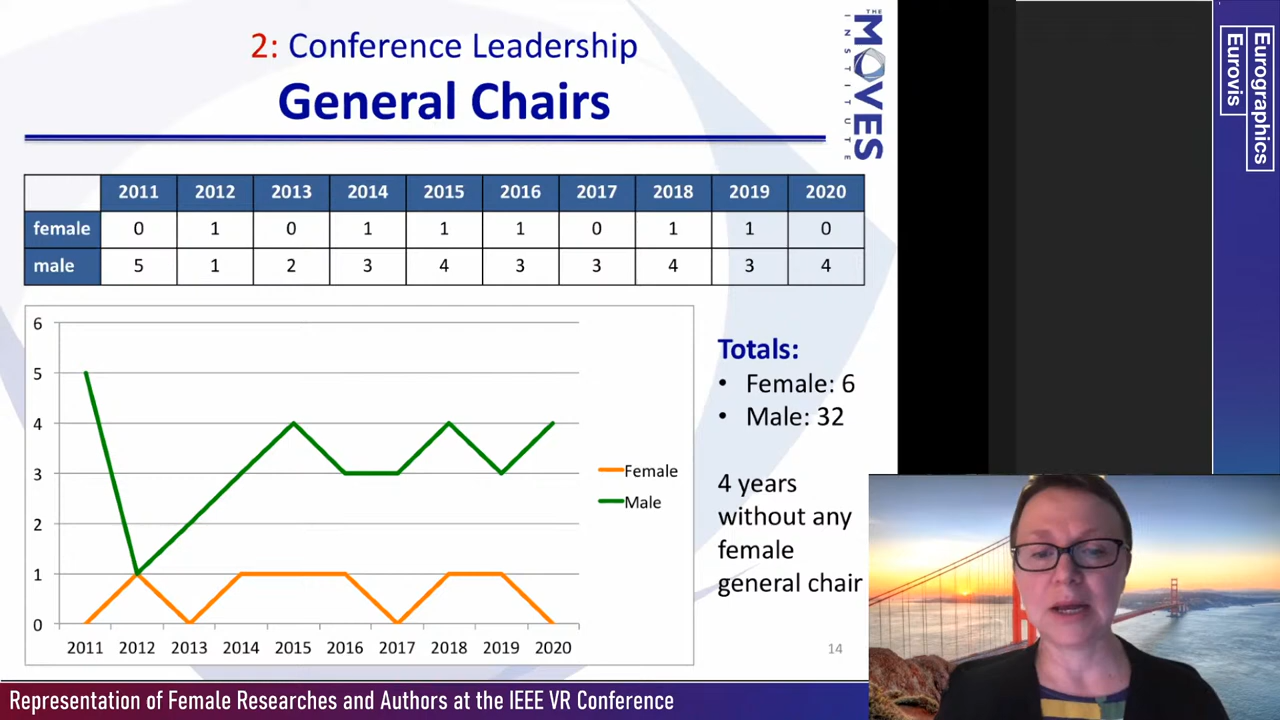 2: Conference Leadership
General Chairs
THE
MOVES
INSTITUTE
Eurographics
Eurovis
2011 2012 2013 2014 2015 2016 2017 2018 2019 2020
female 0 1 0 1 1 1 0 1 1 0
male 5 1 2 3 4 3 3 4 3 4
6
5
4
3
2
1
0
2011 2012 2013 2014 2015 2016 2017 2018 2019 2020
Female
Male
Totals:
• Female: 6
• Male: 32
4 years
without any
female
general chair
14
Representation of Female Researches and Authors at the IEEE VR Conference